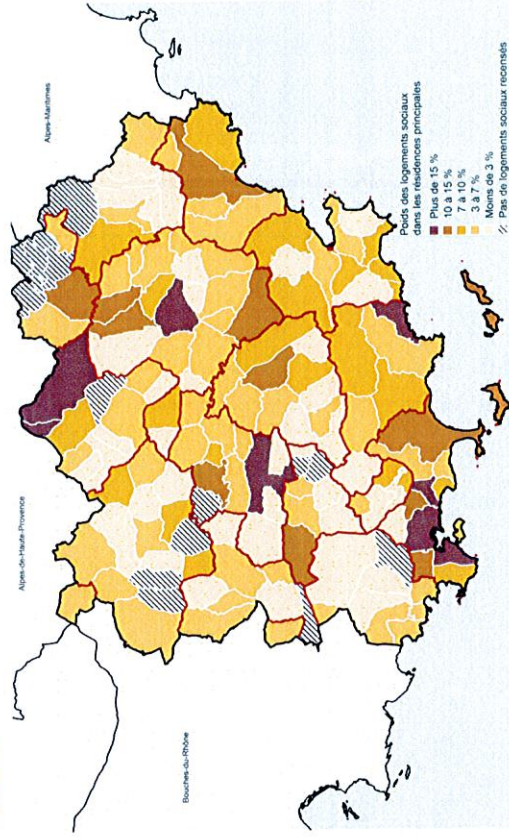 Alpes-de-Haute-Provence
Alpes-Maritimes
Bouches-du-Rhône
Poids des logements sociaux
dans les résidences principales
Plus de 15 %
10 à 15 %
7 à 10 %
3 à 7 %
Moins de 3 %
Pas de logements sociaux recensés